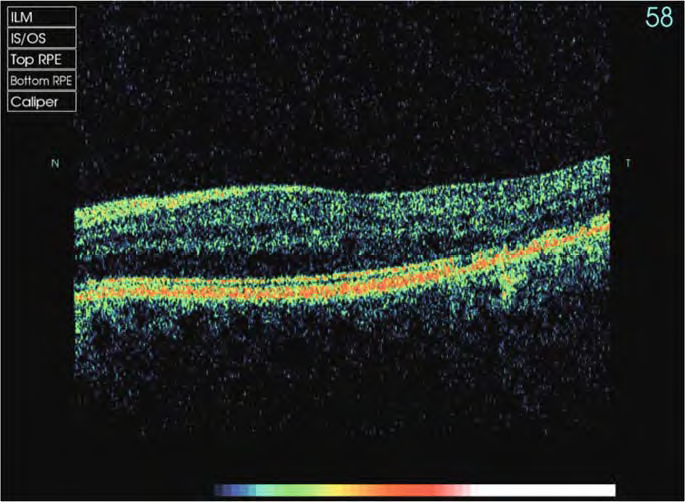 ILM
58
IS/OS
Top RPE
Bottom RPE
Caliper
N
T